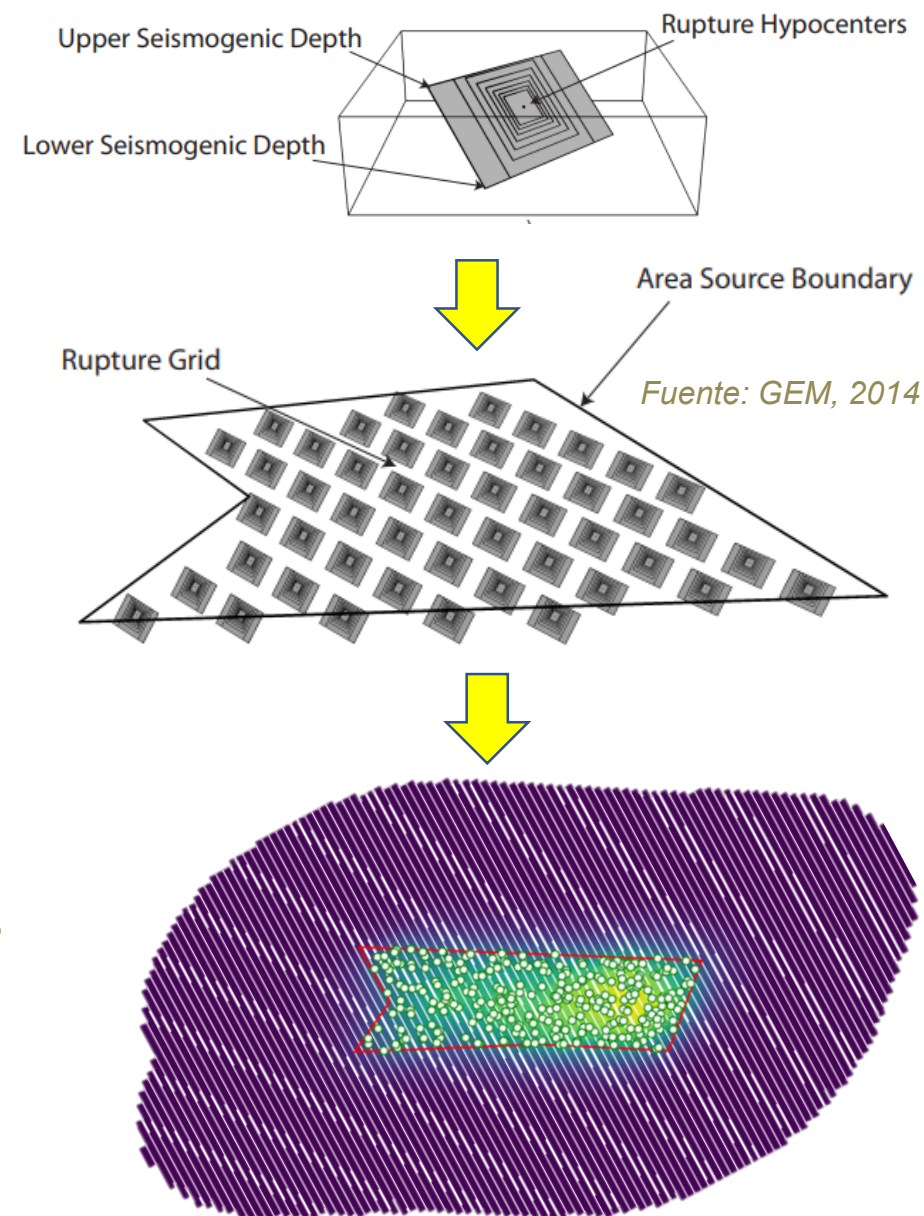 Upper Seismogenic Depth
Rupture Hypocenters
Lower Seismogenic Depth
Area Source Boundary
Rupture Grid
Fuente: GEM, 2014